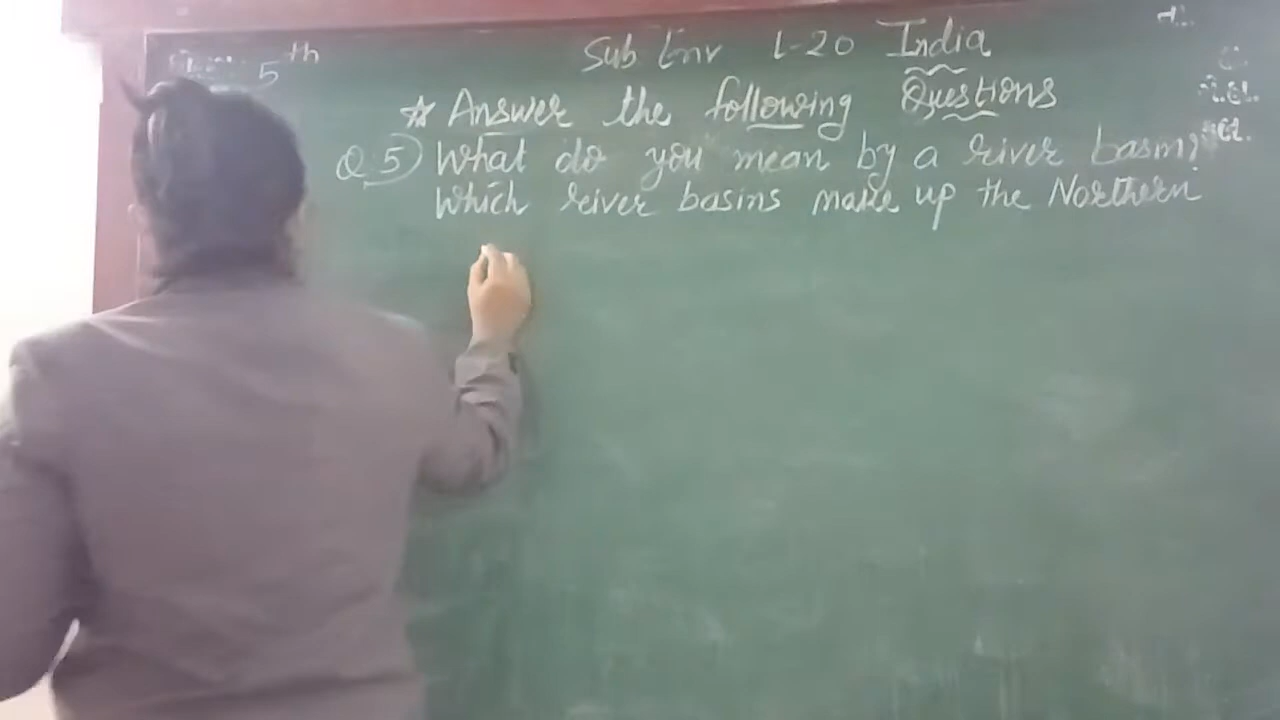 5th
Sub Env L-20 India
☆ Answer the following Questions
Q.5) What do you mean by a river basin?
Which river basins make up the Northern